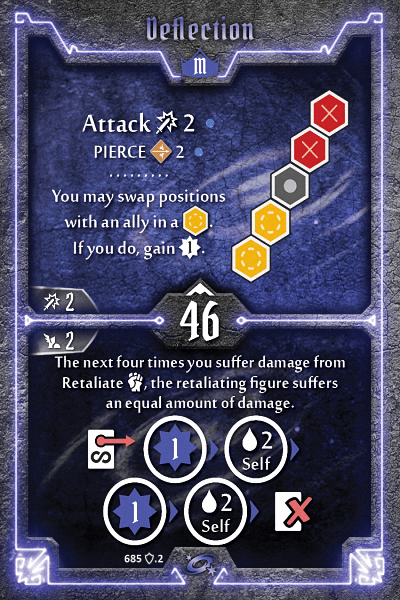 Deflection
M
Attack 2
PIERCE 2
You may swap positions
with an ally in a .
If you do, gain 1.
2
46
2
The next four times you suffer damage from
Retaliate , the retaliating figure suffers
an equal amount of damage.
S 1 2
Self
1 2
Self
685 .2